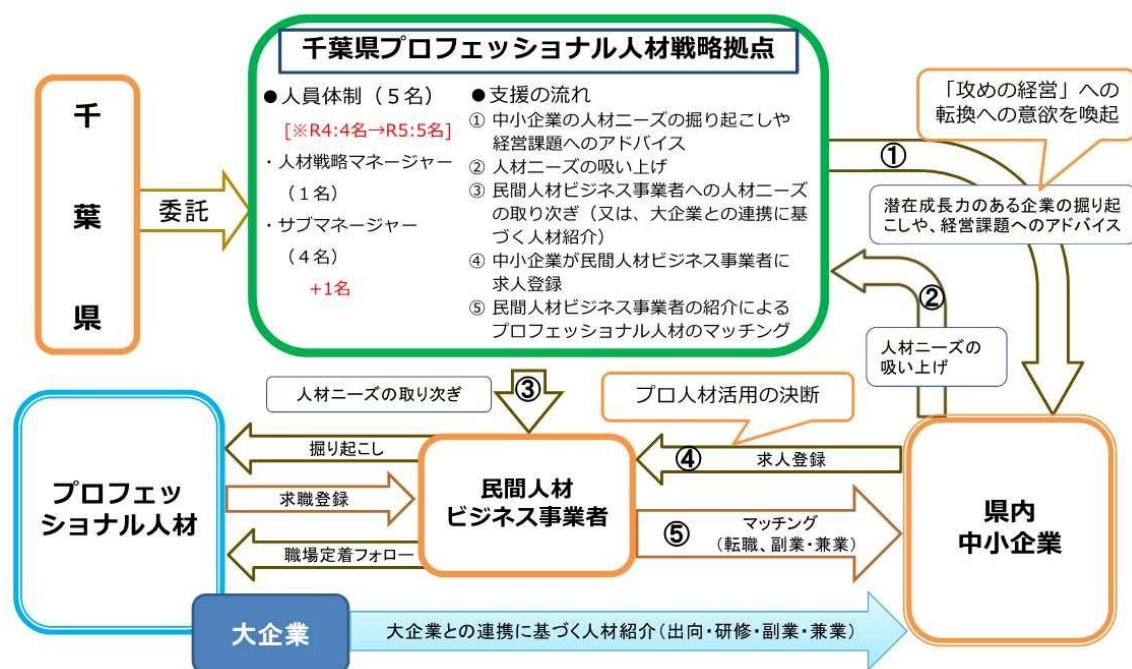 千葉県プロフェッショナル人材戦略拠点
千葉県
委託
●人員体制(5名)
[※R4:4名→R5:5名]
・人材戦略マネージャー
(1名)
・サブマネージャー
(4名)
+1名
●支援の流れ
① 中小企業の人材ニーズの掘り起こしや
経営課題へのアドバイス
② 人材ニーズの吸い上げ
③ 民間人材ビジネス事業者への人材ニーズ
の取り次ぎ(又は、大企業との連携に基
づく人材紹介)
④ 中小企業が民間人材ビジネス事業者に
求人登録
⑤ 民間人材ビジネス事業者の紹介による
プロフェッショナル人材のマッチング
「攻めの経営」への
転換への意欲を喚起
①
潜在成長力のある企業の掘り起
こしや、経営課題へのアドバイス
②
人材ニーズの
吸い上げ
人材ニーズの取り次ぎ
③
プロ人材活用の決断
掘り起こし
④ 求人登録
プロフェッ
ショナル人材
求職登録
民間人材
ビジネス事業者
⑤ マッチング
(転職、副業・兼業)
県内
中小企業
職場定着フォロー
大企業
大企業との連携に基づく人材紹介(出向・研修・副業・兼業)